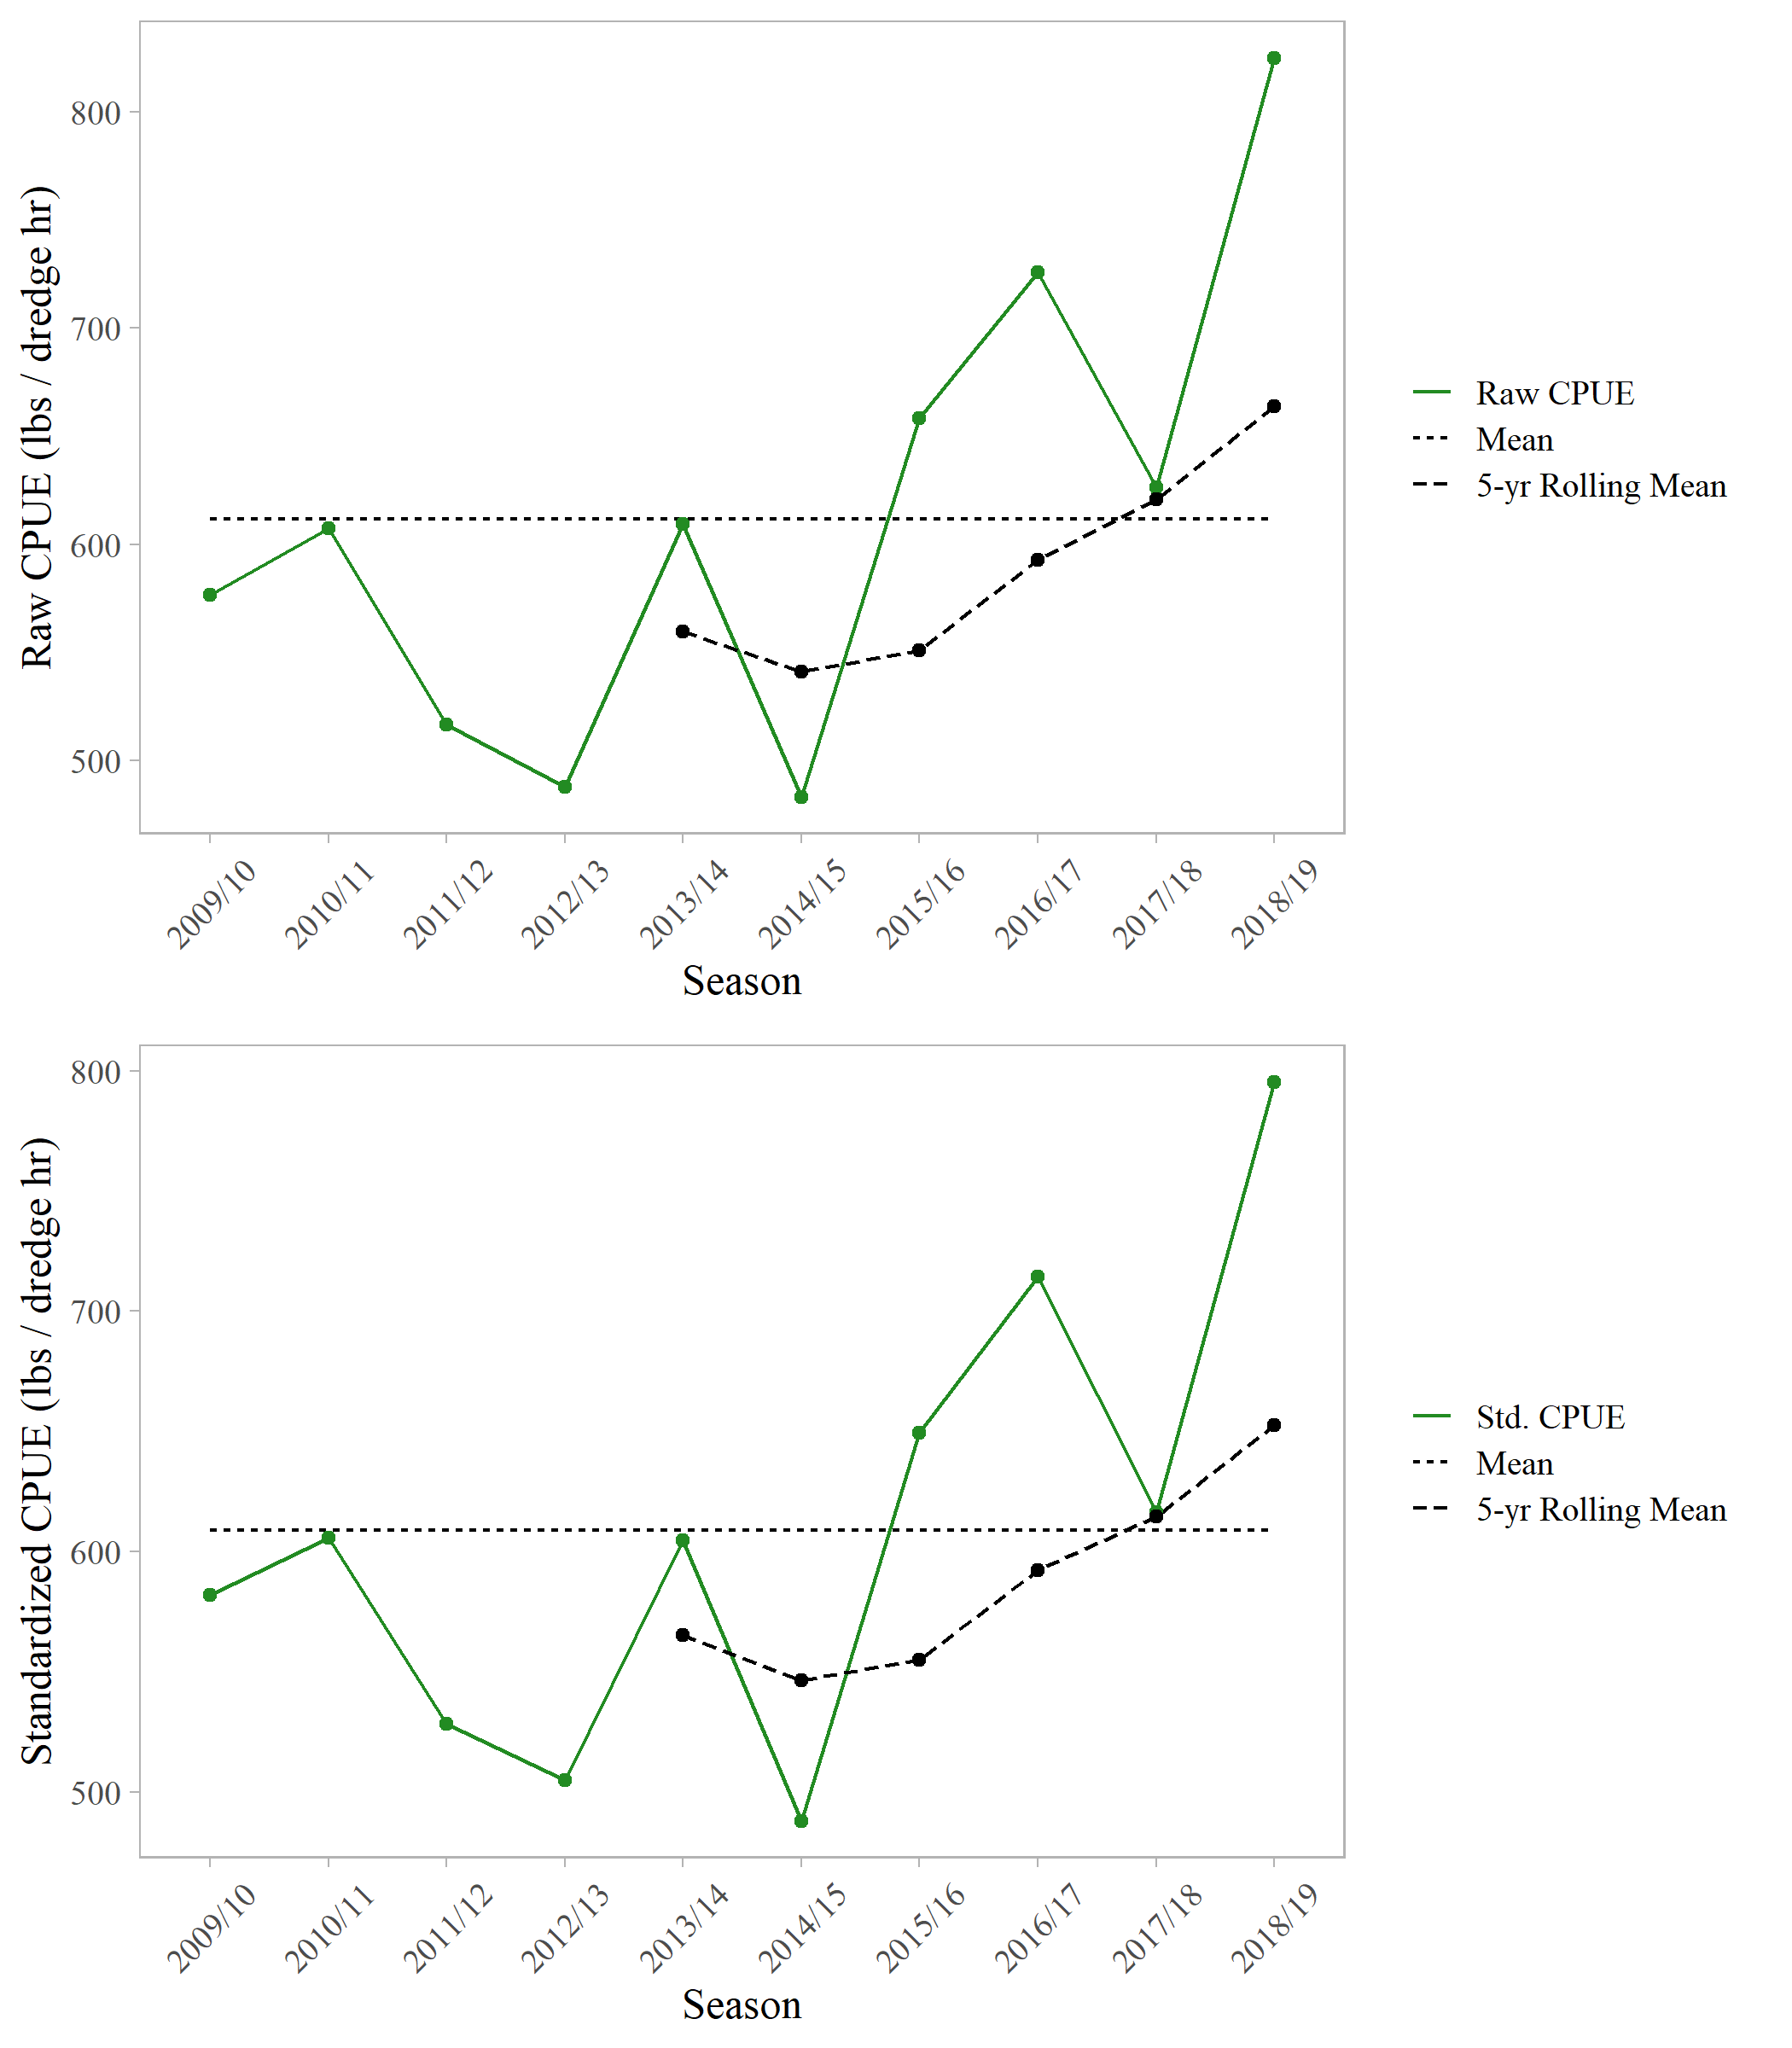 Raw CPUE (lbs / dredge hr)
800
700
600
500
2009/10
2010/11
2011/12
2012/13
2013/14
2014/15
2015/16
2016/17
2017/18
2018/19
Season
Raw CPUE
Mean
5-yr Rolling Mean
Standardized CPUE (lbs / dredge hr)
800
700
600
500
2009/10
2010/11
2011/12
2012/13
2013/14
2014/15
2015/16
2016/17
2017/18
2018/19
Season
Std. CPUE
Mean
5-yr Rolling Mean